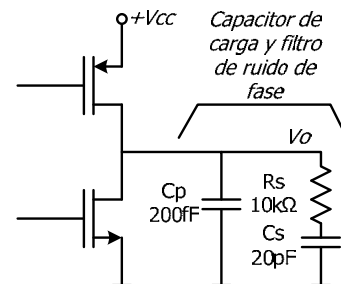 +Vcc
Capacitor de
carga y filtro
de ruido de
fase
Vo
Cp
200fF
Rs
10kΩ
Cs
20pF